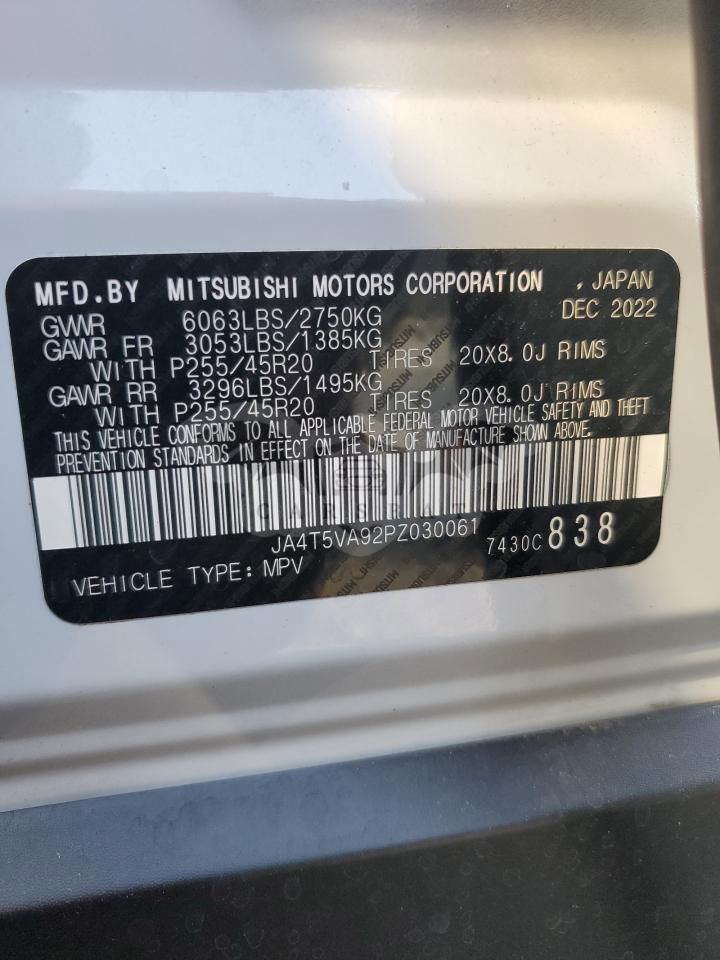 MFD.BY MITSUBISHI MOTORS CORPORATION , JAPAN
GVWR 6063LBS/2750KG DEC 2022
GAWR FR 3053LBS/1385KG
WITH P255/45R20 TIRES 20X8.0J RIMS
GAWR RR 3296LBS/1495KG
WITH P255/45R20 TIRES 20X8.0J RIMS
THIS VEHICLE CONFORMS TO ALL APPLICABLE FEDERAL MOTOR VEHICLE SAFETY AND THEFT
PREVENTION STANDARDS IN EFFECT ON THE DATE OF MANUFACTURE SHOWN ABOVE.
JA4T5VA92PZ030061 7430C 838
VEHICLE TYPE: MPV